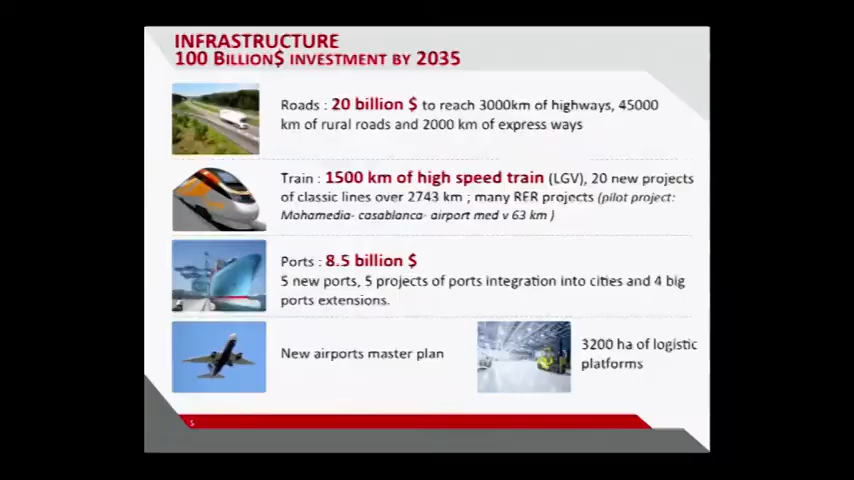 INFRASTRUCTURE
100 BILLION$ INVESTMENT BY 2035
Roads : 20 billion $ to reach 3000km of highways, 45000
km of rural roads and 2000 km of express ways
Train : 1500 km of high speed train (LGV), 20 new projects
of classic lines over 2743 km ; many RER projects (pilot project:
Mohamedia- casablanca- airport med v 63 km )
Ports : 8.5 billion $
5 new ports, 5 projects of ports integration into cities and 4 big
ports extensions.
New airports master plan
3200 ha of logistic
platforms
5